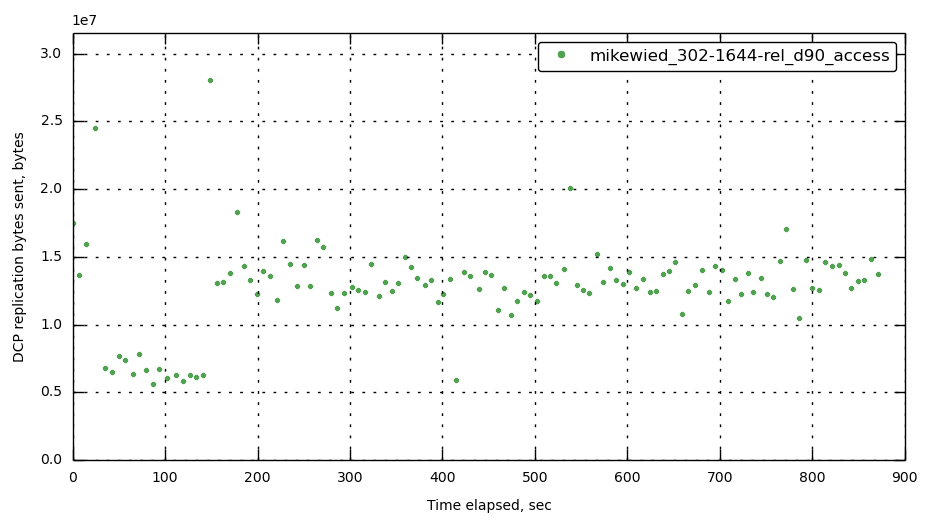 1e7
3.0
mikewied_302-1644-rel_d90_access
2.5
2.0
1.5
1.0
0.5
0.0
DCP replication bytes sent, bytes
0 100 200 300 400 500 600 700 800 900
Time elapsed, sec